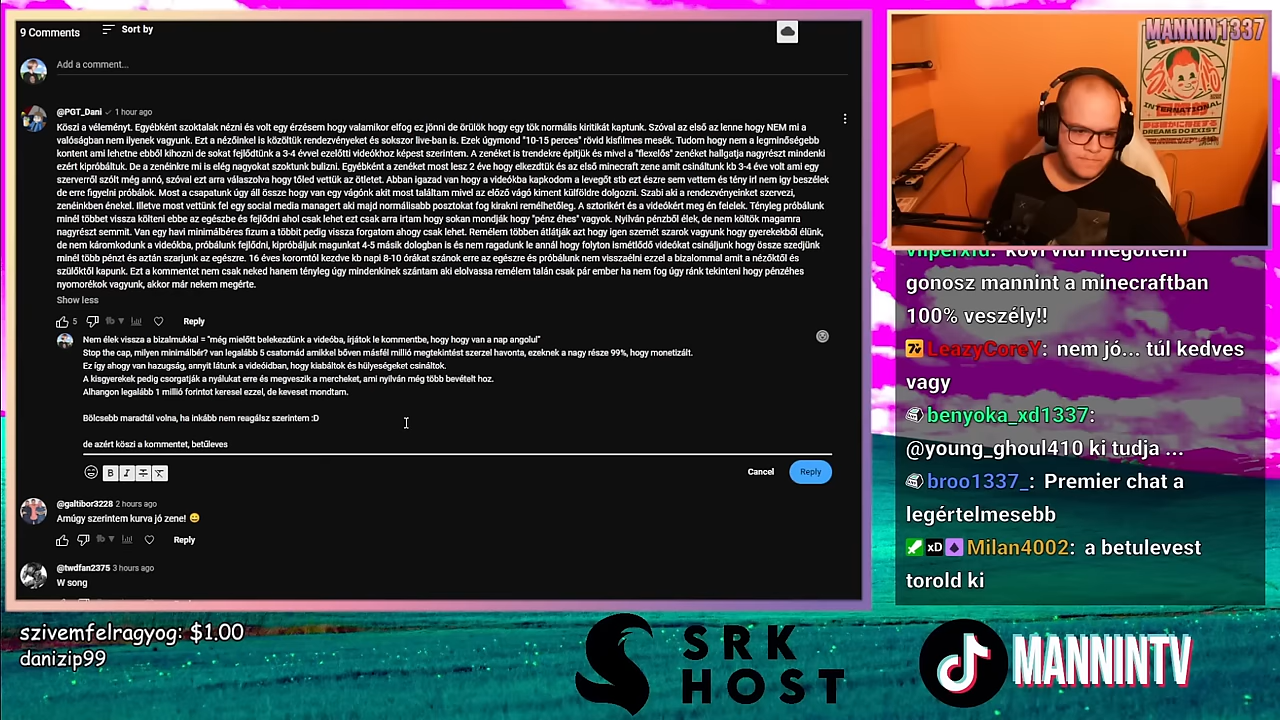 9 Comments
Sort by
Add a comment...
@PGT_Dani 1 hour ago
Köszi a véleményt. Egyébként szoktalak nézni és volt egy érzésem hogy valamikor elfog ez jönni de örülök hogy egy tök normális kiritikát kaptunk. Szóval az első az lenne hogy NEM mi a
valóságban nem ilyenek vagyunk. Ezt a nézőinkel is közöltük rendezvényeket és sokszor live-ban is. Ezek úgymond "10-15 perces" rövid kisfilmes mesék. Tudom hogy nem a legminőségebb
kontent ami lehetne ebből kihozni de sokat fejlődtünk a 3-4 évvel ezelőtti videókhoz képest szerintem. A zenéket is trendekre épitjük és mivel a "flexelős" zenéket hallgatja nagyrészt mindenki
ezért kipróbáltuk. De a zenéinkre mi is elég nagyokat szoktunk bulizni. Egyébként a zenéket most lesz 2 éve hogy elkezdtük és az első minecraft zene amit csináltunk kb 3-4 éve volt ami egy
szerverről szólt még annó, szóval ezt arra válaszolva hogy tőled vettük az ötletet. Abban igazad van hogy a videókba kapkodom a levegőt stb ezt észre sem vettem és tény irl nem igy beszélek
de erre figyelni próbálok. Most a csapatunk úgy áll össze hogy van egy vágónk akit most találtam mivel az előző vágó kiment külföldre dolgozni. Szabi aki a rendezvényeinket szervezi,
zenéinkben énekel. Illetve most vettünk fel egy social media managert aki majd normálisabb posztokat fog kirakni remélhetőleg. A sztorikért és a videókért meg én felelek. Tényleg próbálunk
minél többet vissza költeni ebbe az egészbe és fejlődni ahol csak lehet ezt csak arra irtam hogy sokan mondják hogy "pénz éhes" vagyok. Nyilván pénzből élek, de nem költök magamra
nagyrészt semmit. Van egy havi minimálbéres fizum a többit pedig vissza forgatom ahogy csak lehet. Remélem többen átlátják azt hogy igen szemét szarok vagyunk hogy gyerekekből élünk,
de nem káromkodunk a videókba, próbálunk fejlődni, kipróbáljuk magunkat 4-5 másik dologban is és nem ragadunk le annál hogy folyton ismétlődő videókat csináljunk hogy össze szedjünk
minél több pénzt és aztán szarjunk az egészre. 16 éves koromtól kezdve kb napi 8-10 órákat szánok erre az egészre és próbálunk nem visszaélni ezzel a bizalommal amit a nézőktől és
szülőktől kapunk. Ezt a kommentet nem csak neked hanem tényleg úgy mindenkinek szántam aki elolvassa remélem talán csak pár ember ha nem fog úgy ránk tekinteni hogy pénzéhes
nyomorékok vagyunk, akkor már nekem megérte.
Show less
5 Reply
Nem élek vissza a bizalmukkal = "még mielőtt belekezdünk a videóba, írjátok le kommentbe, hogy hogy van a nap angolul"
Stop the cap, milyen minimálbér? van legalább 5 csatornád amikkel bőven másfél millió megtekintést szerzel havonta, ezeknek a nagy része 99%, hogy monetizált.
Ez így ahogy van hazugság, annyit látunk a videóidban, hogy kiabáltok és hülyeségeket csináltok.
A kisgyerekek pedig csorgatják a nyálukat erre és megveszik a mercheket, ami nyilván még több bevételt hoz.
Alhangon legalább 1 millió forintot keresel ezzel, de keveset mondtam.
Bölcsebb maradtál volna, ha inkább nem reagálsz szerintem :D
de azért köszi a kommentet, betűleves
B I T T
Cancel Reply
@galtibor3228 2 hours ago
Amúgy szerintem kurva jó zene! 😄
Reply
@twdfan2375 3 hours ago
W song
MANNIN1337
INTERNATIONAL
DREAMS DO EXIST
viiperxid: kövi vidi megöltem
gonosz mannint a minecraftban
100% veszély!!
LeazyCoreY: nem jó... túl kedves
vagy
benyoka_xd1337:
@young_ghoul410 ki tudja ...
broo1337_: Premier chat a
legértelmesebb
xD Milan4002: a betulevest
torold ki
szivemfelragyog: $1.00
danizip99
SRK
HOST
MANNINTV